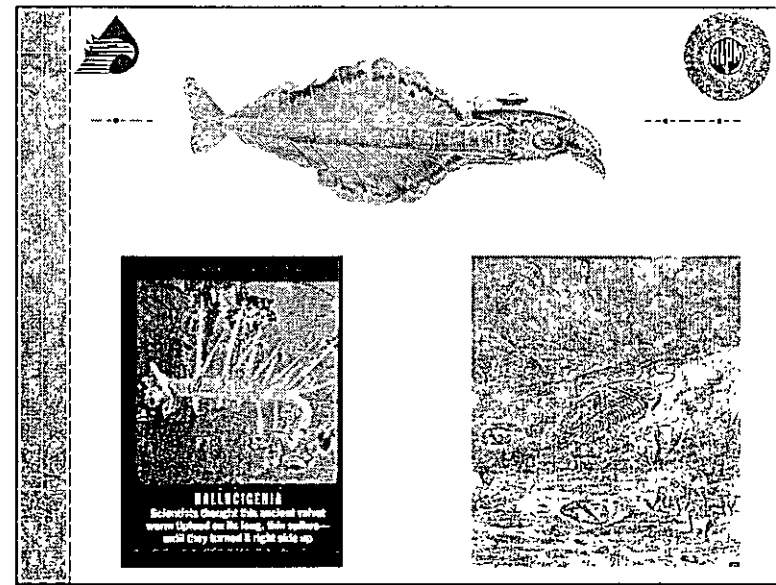 ALPA
HALLUCIGENIA
Scientists thought this ancient velvet
worm tiptoed on its long, thin spikes—
until they turned it right side up